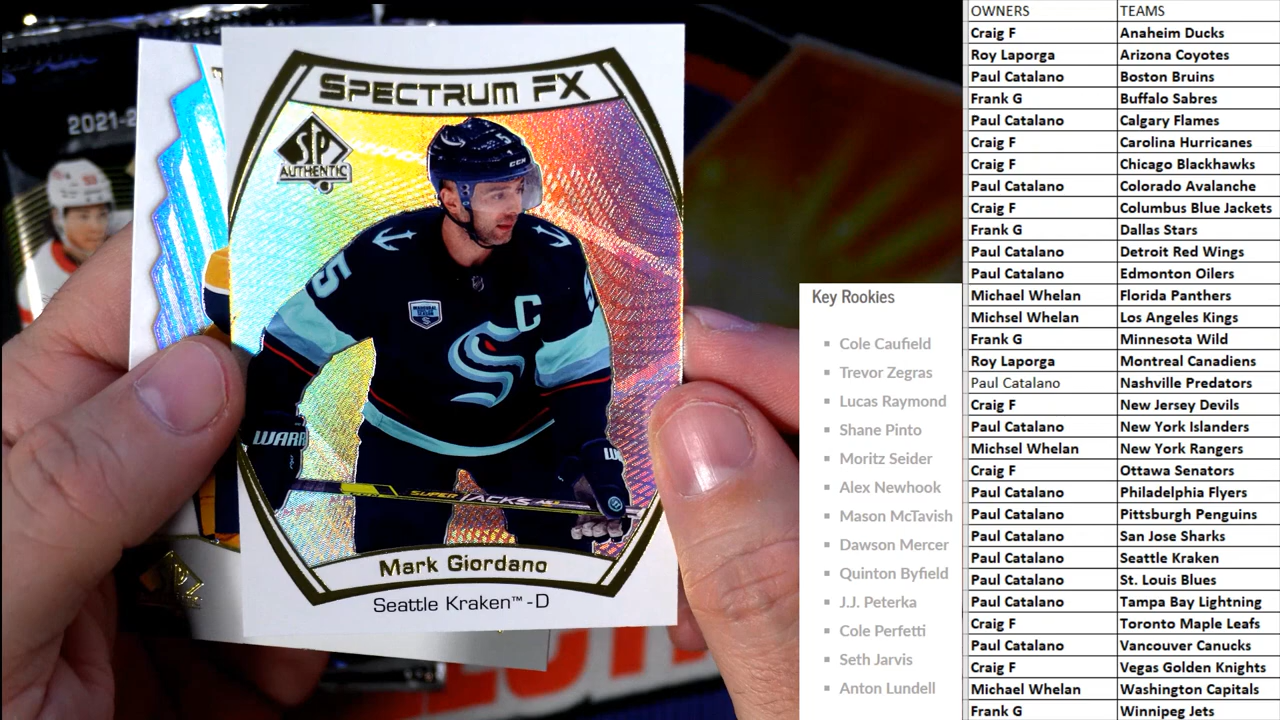 2021-2
SPECTRUM FX
SP
AUTHENTIC
5
CCM
C
WARR
SUPER TACKS
Mark Giordano
Seattle Kraken™ -D
Key Rookies
Cole Caufield
Trevor Zegras
Lucas Raymond
Shane Pinto
Moritz Seider
Alex Newhook
Mason McTavish
Dawson Mercer
Quinton Byfield
J.J. Peterka
Cole Perfetti
Seth Jarvis
Anton Lundell
OWNERS TEAMS
Craig F Anaheim Ducks
Roy Laporga Arizona Coyotes
Paul Catalano Boston Bruins
Frank G Buffalo Sabres
Paul Catalano Calgary Flames
Craig F Carolina Hurricanes
Craig F Chicago Blackhawks
Paul Catalano Colorado Avalanche
Craig F Columbus Blue Jackets
Frank G Dallas Stars
Paul Catalano Detroit Red Wings
Paul Catalano Edmonton Oilers
Michael Whelan Florida Panthers
Michsel Whelan Los Angeles Kings
Frank G Minnesota Wild
Roy Laporga Montreal Canadiens
Paul Catalano Nashville Predators
Craig F New Jersey Devils
Paul Catalano New York Islanders
Michsel Whelan New York Rangers
Craig F Ottawa Senators
Paul Catalano Philadelphia Flyers
Paul Catalano Pittsburgh Penguins
Paul Catalano San Jose Sharks
Paul Catalano Seattle Kraken
Paul Catalano St. Louis Blues
Paul Catalano Tampa Bay Lightning
Craig F Toronto Maple Leafs
Paul Catalano Vancouver Canucks
Craig F Vegas Golden Knights
Michael Whelan Washington Capitals
Frank G Winnipeg Jets